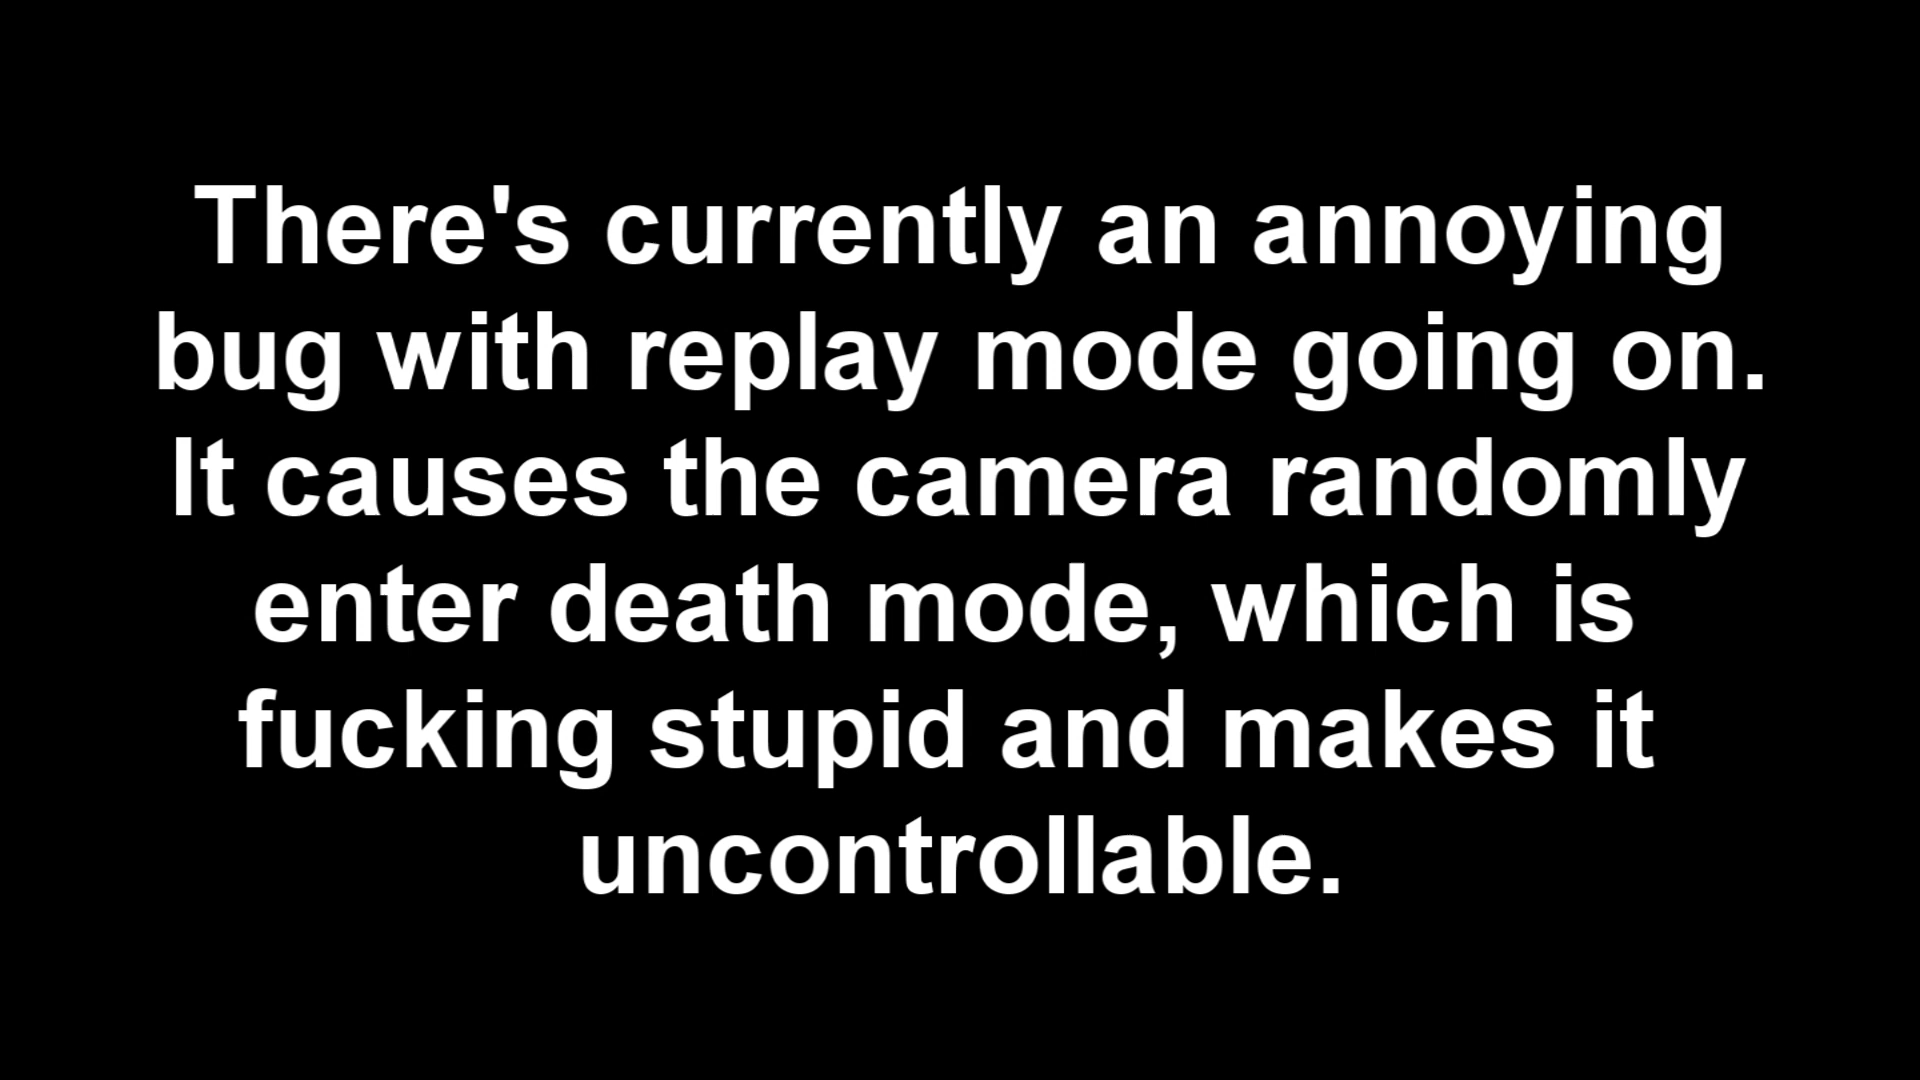 There's currently an annoying
bug with replay mode going on.
It causes the camera randomly
enter death mode, which is
fucking stupid and makes it
uncontrollable.